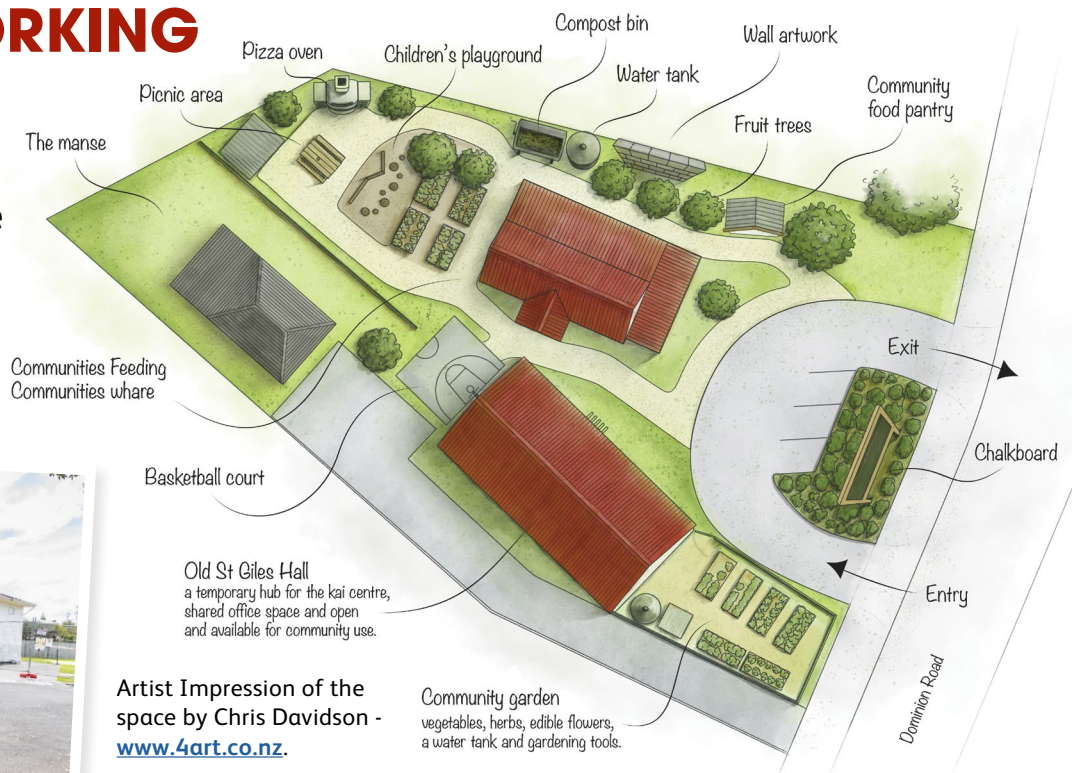 ORKING
Pizza oven
Children's playground
Compost bin
Wall artwork
Water tank
Picnic area
Community
food pantry
Fruit trees
The manse
e
Exit
Communities Feeding
Communities whare
Chalkboard
Basketball court
Old St Giles Hall
a temporary hub for the kai centre,
shared office space and open
and available for community use.
Entry
Artist Impression of the
space by Chris Davidson -
www.4art.co.nz.
Community garden
vegetables, herbs, edible flowers,
a water tank and gardening tools.
Dominion Road